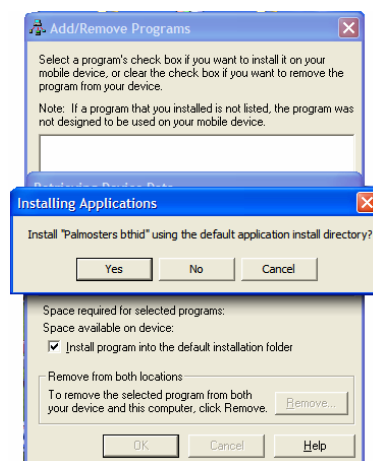 Add/Remove Programs
Select a program's check box if you want to install it on your
mobile device, or clear the check box if you want to remove the
program from your device.
Note: If a program that you installed is not listed, the program was
not designed to be used on your mobile device.
Retrieving Device Data
Installing Applications
Install "Palmosters bthid" using the default application install directory?
Yes No Cancel
Space required for selected programs:
Space available on device:
Install program into the default installation folder
Remove from both locations
To remove the selected program from both
your device and this computer, click Remove.
Remove...
OK Cancel Help